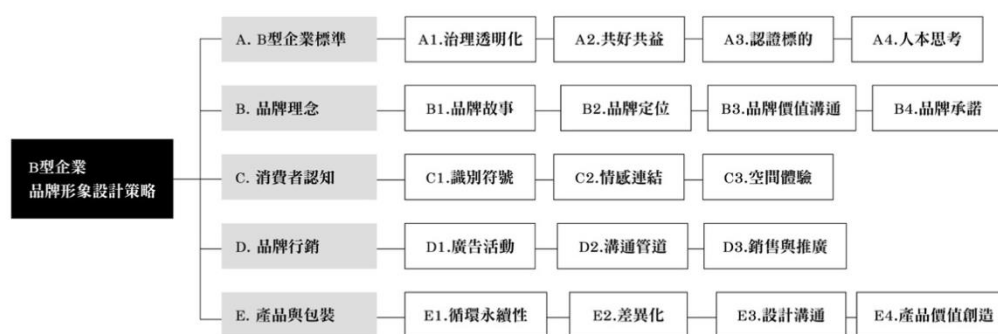 A. B型企業標準
A1.治理透明化
A2.共好共益
A3.認證標的
A4.人本思考
B. 品牌理念
B1.品牌故事
B2.品牌定位
B3.品牌價值溝通
B4.品牌承諾
B型企業
品牌形象設計策略
C. 消費者認知
C1.識別符號
C2.情感連結
C3.空間體驗
D. 品牌行銷
D1.廣告活動
D2.溝通管道
D3.銷售與推廣
E. 產品與包裝
E1.循環永續性
E2.差異化
E3.設計溝通
E4.產品價值創造